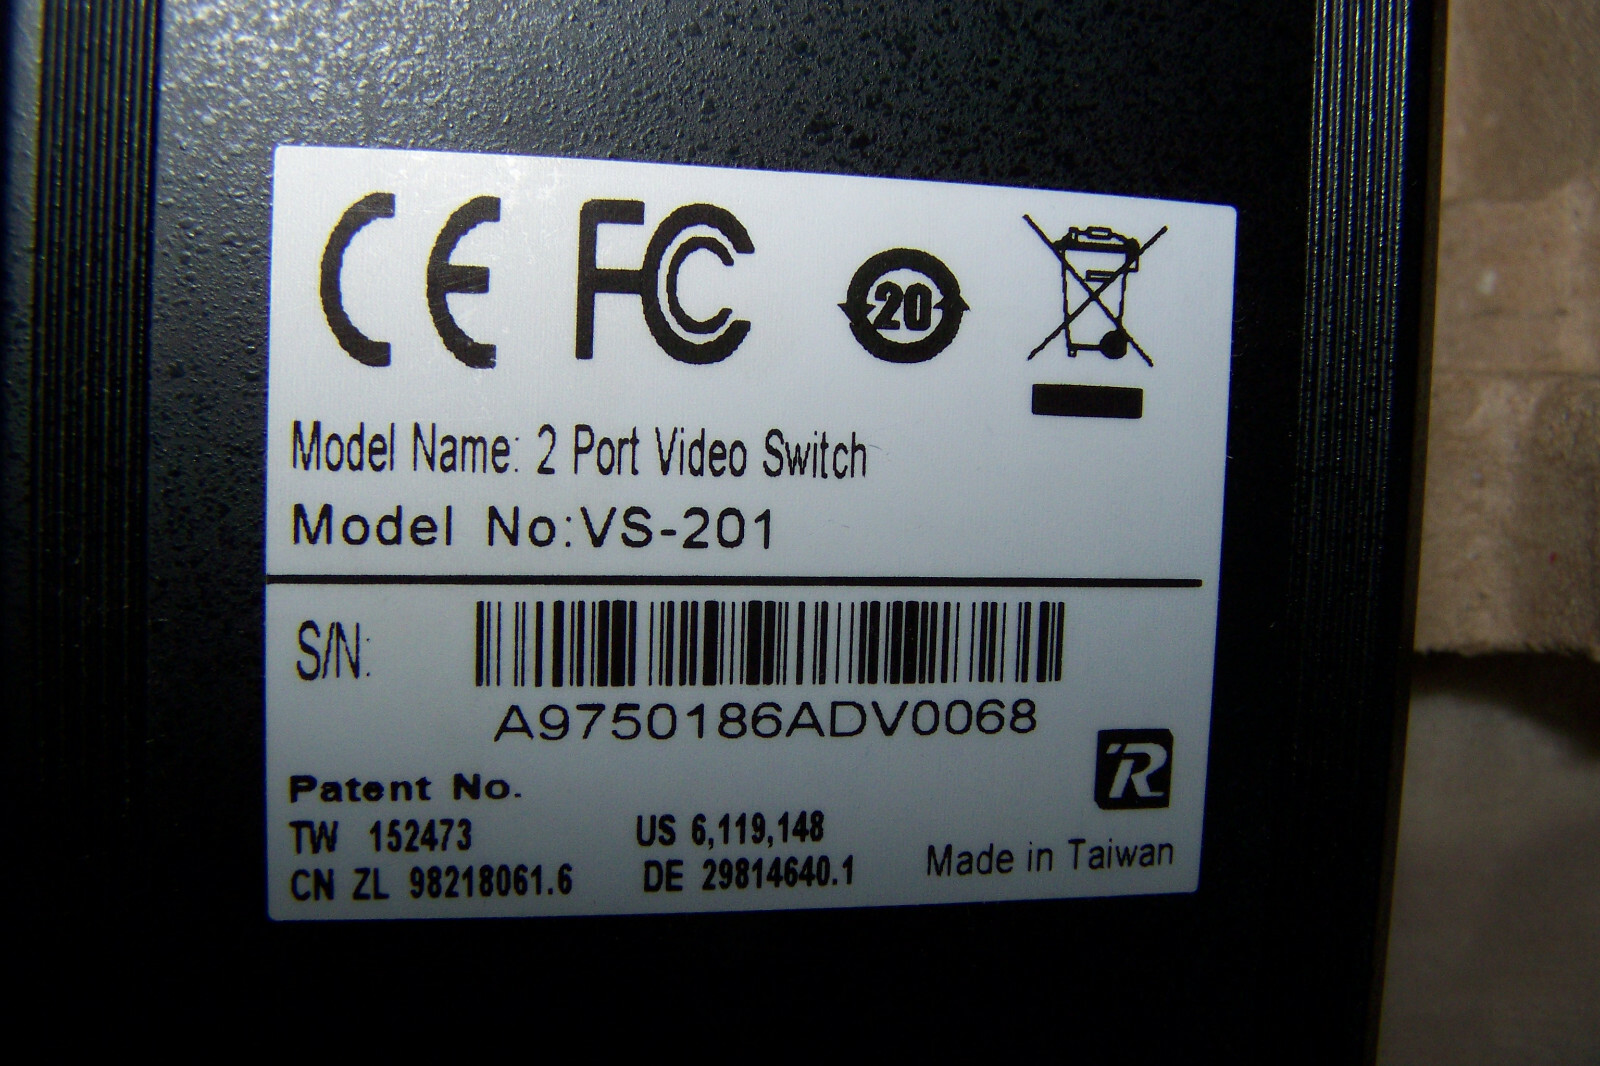 CE FC 20
Model Name: 2 Port Video Switch
Model No:VS-201
S/N:
A9750186ADV0068
Patent No.
TW 152473 US 6,119,148
CN ZL 98218061.6 DE 29814640.1
R
Made in Taiwan